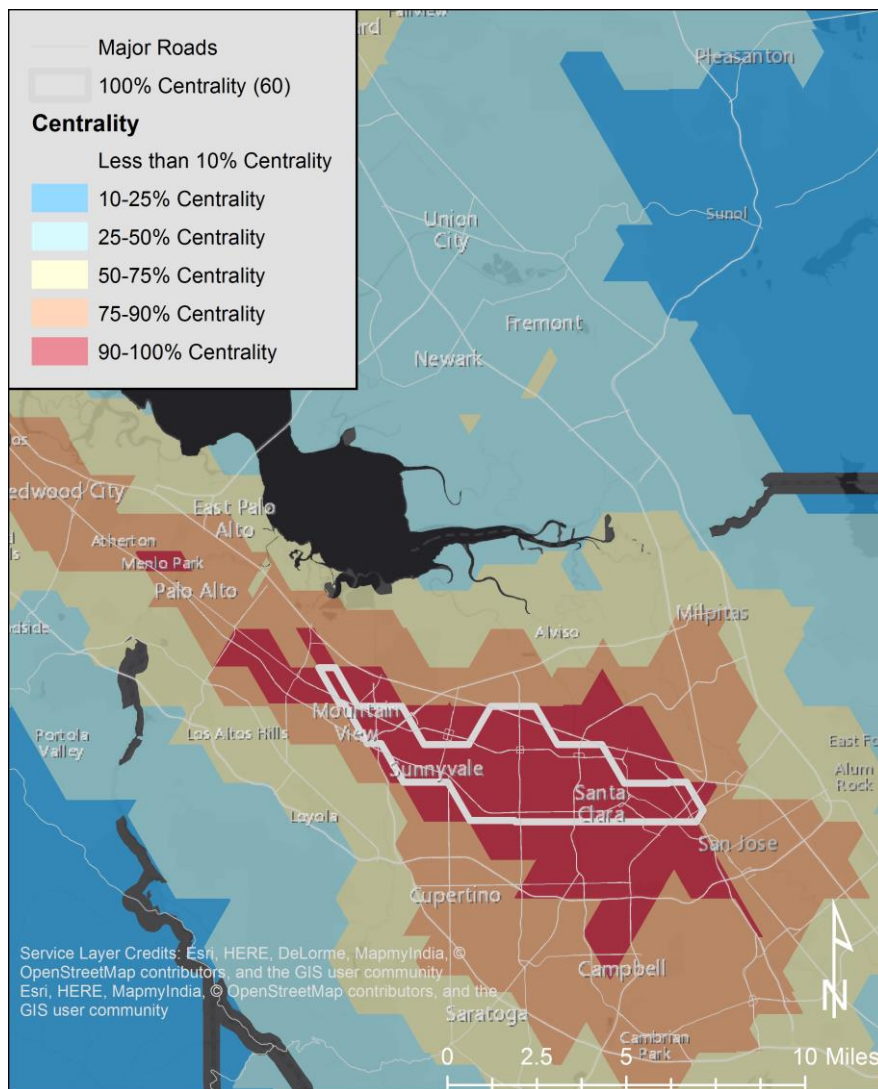 Major Roads
100% Centrality (60)
Centrality
Less than 10% Centrality
10-25% Centrality
25-50% Centrality
50-75% Centrality
75-90% Centrality
90-100% Centrality
Pleasanton
Sunol
Union
City
Fremont
Newark
edwood City
East Palo
Alto
Atherton
Menlo Park
Palo Alto
Milpitas
Alviso
Mountain
View
Los Altos Hills
Portola
Valley
East Fo
Alum
Rock
Sunnyvale
Santa
Clara
Loyola
San Jose
Cupertino
Campbell
Saratoga
Cambrian
Park
Service Layer Credits: Esri, HERE, DeLorme, MapmyIndia, ©
OpenStreetMap contributors, and the GIS user community
Esri, HERE, MapmyIndia, © OpenStreetMap contributors, and the
GIS user community
N
0 2.5 5 10 Miles